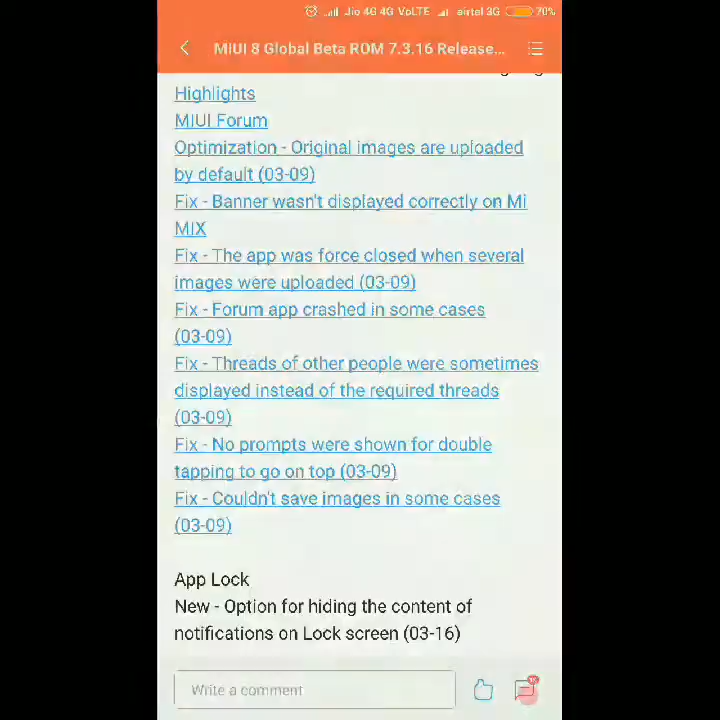 Jio 4G 4G VoLTE airtel 3G 70%
MIUI 8 Global Beta ROM 7.3.16 Release...
Highlights
MIUI Forum
Optimization - Original images are uploaded
by default (03-09)
Fix - Banner wasn't displayed correctly on Mi
MIX
Fix - The app was force closed when several
images were uploaded (03-09)
Fix - Forum app crashed in some cases
(03-09)
Fix - Threads of other people were sometimes
displayed instead of the required threads
(03-09)
Fix - No prompts were shown for double
tapping to go on top (03-09)
Fix - Couldn't save images in some cases
(03-09)
App Lock
New - Option for hiding the content of
notifications on Lock screen (03-16)
Write a comment